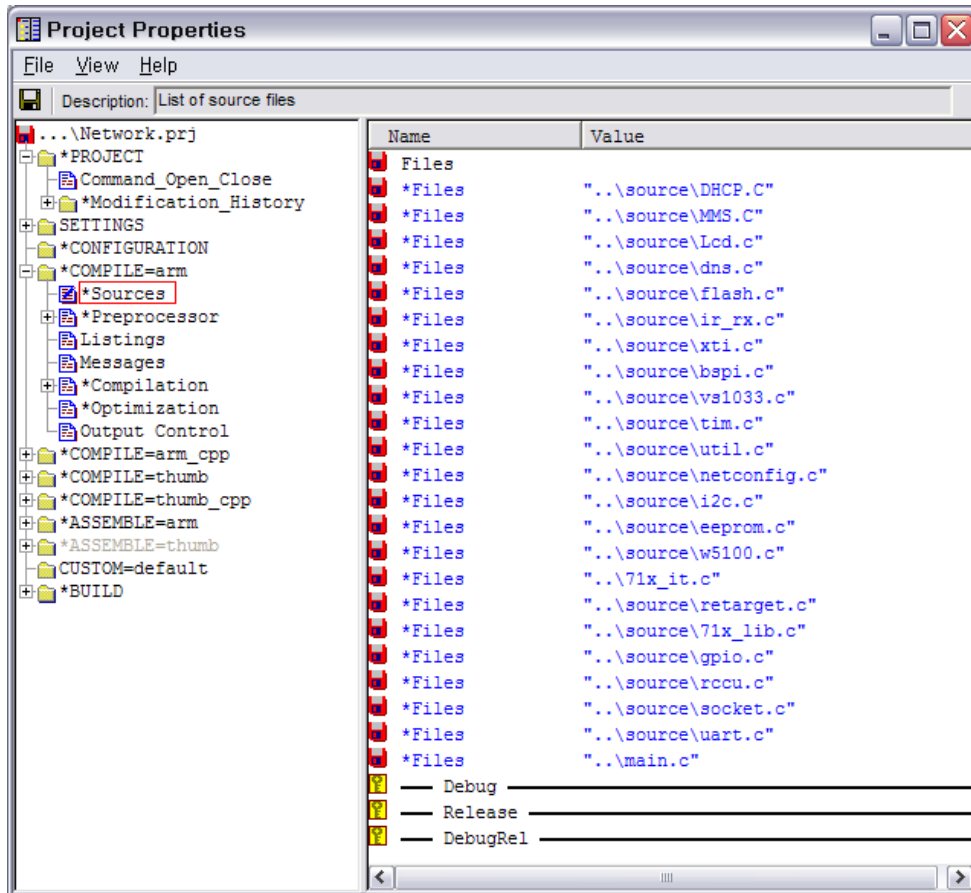 Project Properties
File View Help
Description: List of source files
...\Network.prj
*PROJECT
Command_Open_Close
*Modification_History
SETTINGS
*CONFIGURATION
*COMPILE=arm
*Sources
*Preprocessor
Listings
Messages
*Compilation
*Optimization
Output Control
*COMPILE=arm_cpp
*COMPILE=thumb
*COMPILE=thumb_cpp
*ASSEMBLE=arm
*ASSEMBLE=thumb
CUSTOM=default
*BUILD
Name Value
Files
*Files "..\source\DHCP.C"
*Files "..\source\MMS.C"
*Files "..\source\Lcd.c"
*Files "..\source\dns.c"
*Files "..\source\flash.c"
*Files "..\source\ir_rx.c"
*Files "..\source\xti.c"
*Files "..\source\bspi.c"
*Files "..\source\vs1033.c"
*Files "..\source\tim.c"
*Files "..\source\util.c"
*Files "..\source\netconfig.c"
*Files "..\source\i2c.c"
*Files "..\source\eeprom.c"
*Files "..\source\w5100.c"
*Files "..\71x_it.c"
*Files "..\source\retarget.c"
*Files "..\source\71x_lib.c"
*Files "..\source\gpio.c"
*Files "..\source\rccu.c"
*Files "..\source\socket.c"
*Files "..\source\uart.c"
*Files "..\main.c"
Debug
Release
DebugRel